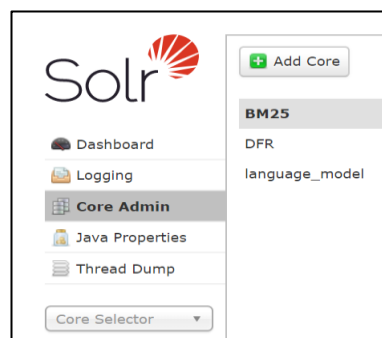 Solr
Dashboard
Logging
Core Admin
Java Properties
Thread Dump
Core Selector
Add Core
BM25
DFR
language_model